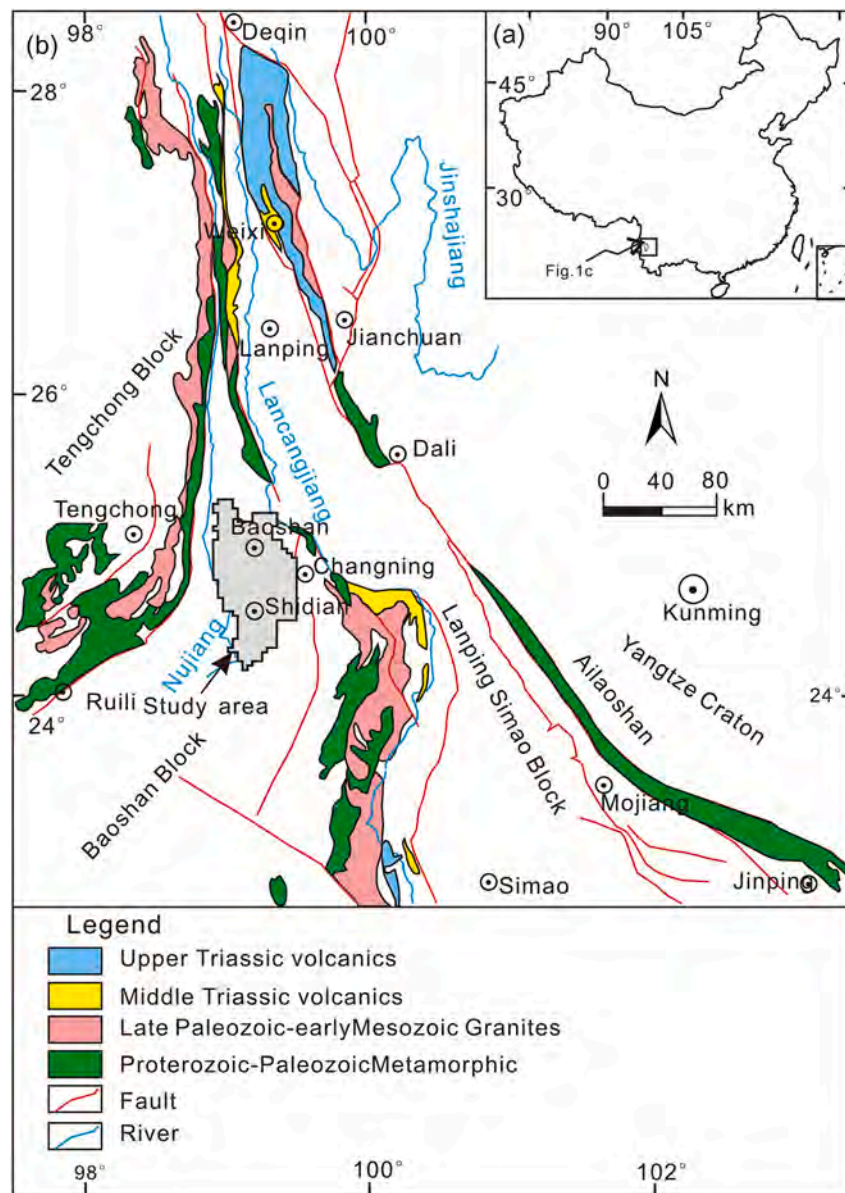 (b)
98°
Deqin
100°
28°
Weixi
Jinshajiang
Lanping
Jianchuan
26°
Tengchong Block
Lancangjiang
Dali
Tengchong
Baoshan
Changning
Shidian
Nujiang
Ruili
Study area
24°
Baoshan Block
Lanping Simao Block
Ailaoshan
Yangtze Craton
Kunming
24°
Mojiang
Simao
Jinping
N
0 40 80
km
(a)
90°
105°
45°
30°
Fig.1c
Legend
Upper Triassic volcanics
Middle Triassic volcanics
Late Paleozoic-earlyMesozoic Granites
Proterozoic-PaleozoicMetamorphic
Fault
River
98°
100°
102°